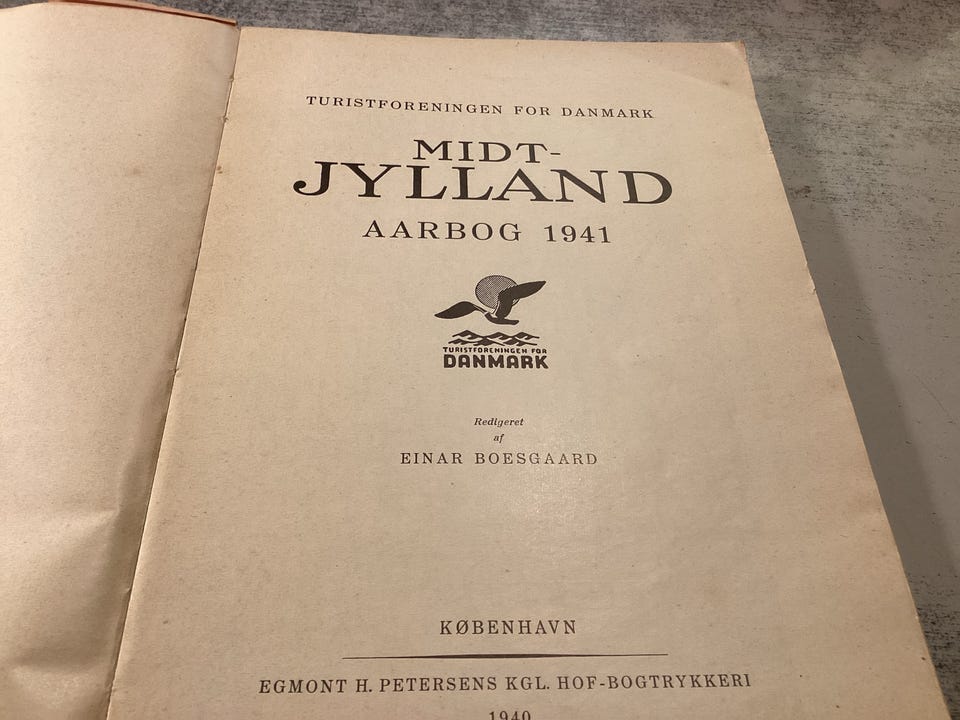 TURISTFORENINGEN FOR DANMARK
MIDT-
JYLLAND
AARBOG 1941
TURISTFORENINGEN FOR
DANMARK
Redigeret
af
EINAR BOESGAARD
KØBENHAVN
EGMONT H. PETERSENS KGL. HOF-BOGTRYKKERI
1940